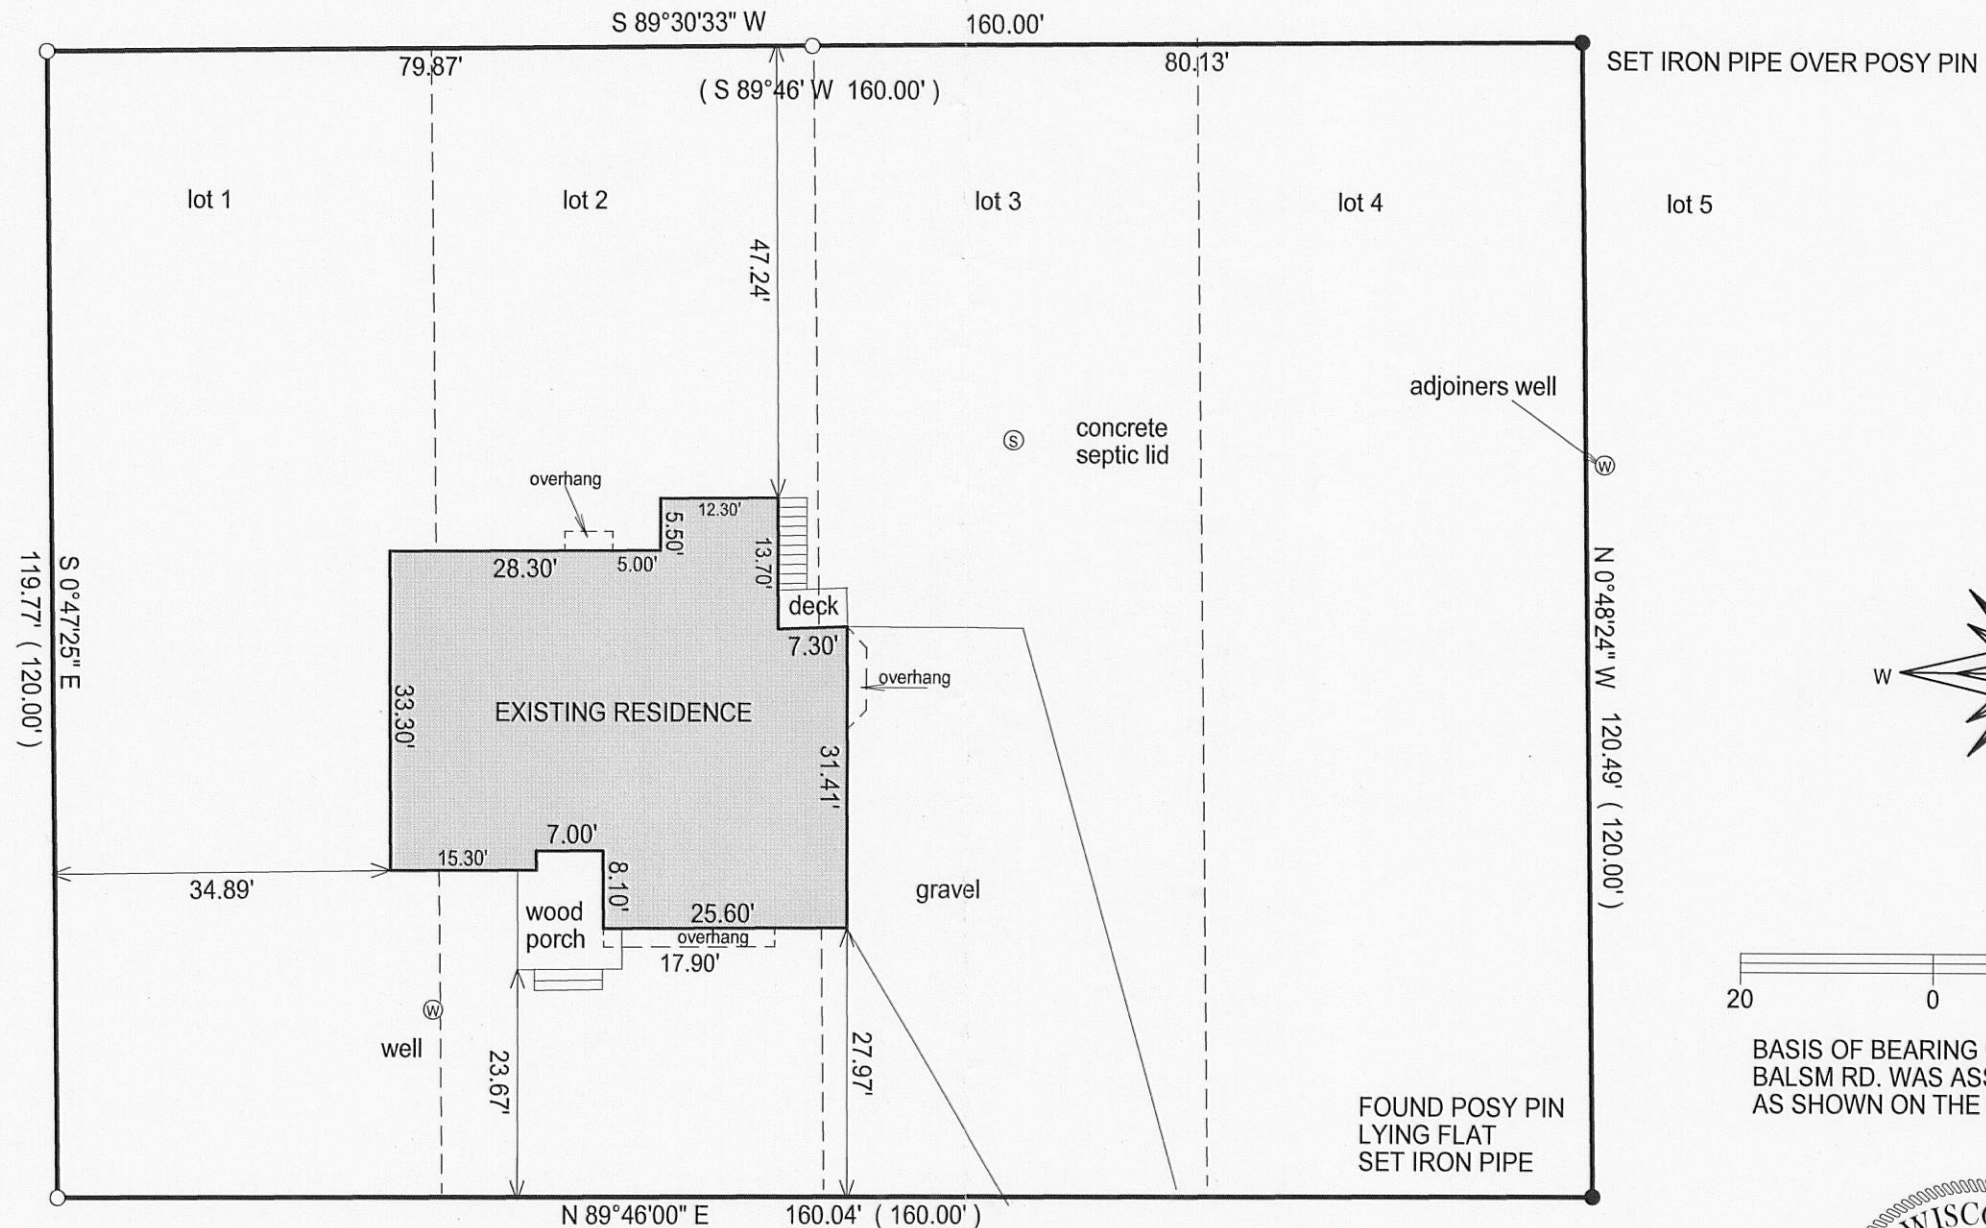 S 89°30'33" W 160.00'
79.87'
80.13'
( S 89°46' W 160.00' )
SET IRON PIPE OVER POSY PIN
lot 1
lot 2
lot 3
lot 4
lot 5
47.24'
adjoiners well
W
concrete
septic lid
S
overhang
12.30'
5.50'
13.70'
28.30'
5.00'
deck
7.30'
overhang
S 0°47'25" E
119.77' ( 120.00' )
N 0°48'24" W 120.49' ( 120.00' )
W
33.30'
EXISTING RESIDENCE
31.41'
7.00'
15.30'
8.10'
34.89'
wood
porch
25.60'
overhang
17.90'
gravel
W
well
23.67'
27.97'
20 0
BASIS OF BEARING
BALSM RD. WAS
AS SHOWN ON THE
FOUND POSY PIN
LYING FLAT
SET IRON PIPE
N 89°46'00" E 160.04' ( 160.00' )